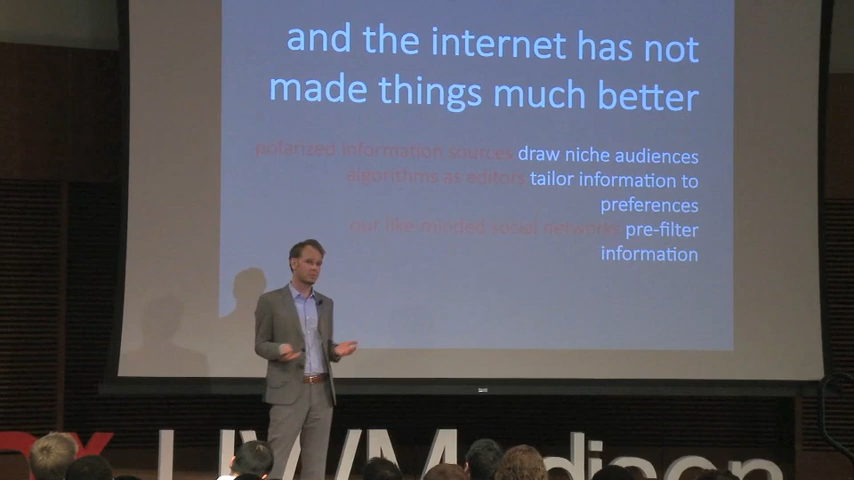 and the internet has not
made things much better
polarized information sources draw niche audiences
algorithms as editors tailor information to
preferences
our like-minded social networks pre-filter
information
x UWMadison